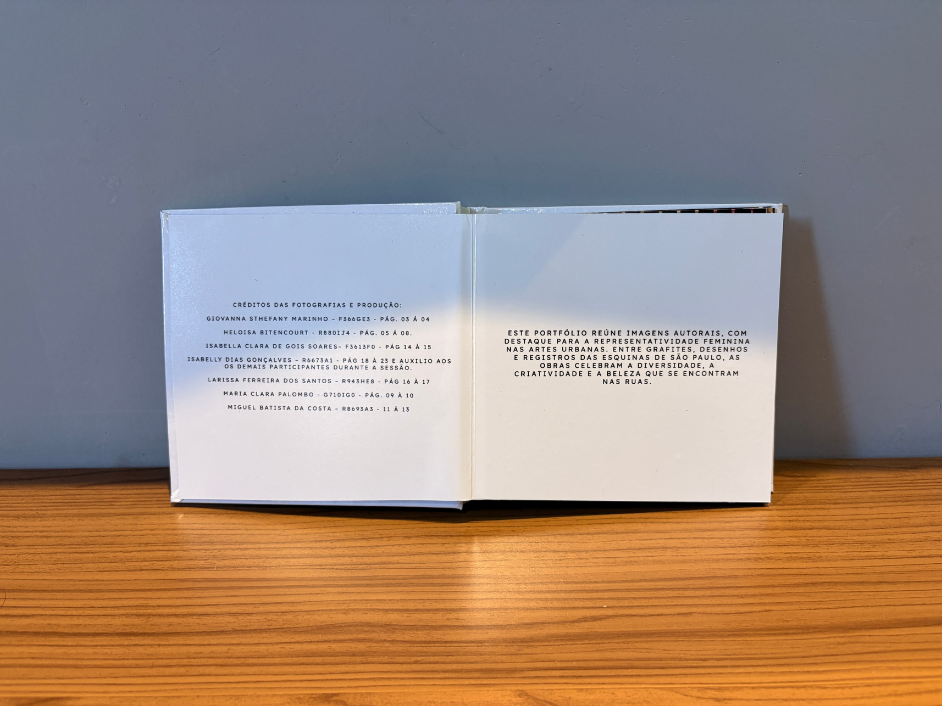 CRÉDITOS DAS FOTOGRAFIAS E PRODUÇÃO:
GIOVANNA STHEFANY MARINHO - F366GE3 - PÁG. 03 Á 04
HELOISA BITENCOURT - R880IJ4 - PÁG. 05 Á 08.
ISABELLA CLARA DE GOIS SOARES- F3613F0 - PÁG 14 À 15
ISABELLY DIAS GONÇALVES - R6673A1 - PÁG 18 À 23 E AUXILIO AOS
OS DEMAIS PARTICIPANTES DURANTE A SESSÃO.
LARISSA FERREIRA DOS SANTOS - R943HE8 - PÁG 16 À 17
MARIA CLARA PALOMBO - G710IG0 - PÁG. 09 À 10
MIGUEL BATISTA DA COSTA - R8693A3 - 11 À 13
ESTE PORTFÓLIO REÚNE IMAGENS AUTORAIS, COM
DESTAQUE PARA A REPRESENTATIVIDADE FEMININA
NAS ARTES URBANAS. ENTRE GRAFITES, DESENHOS
E REGISTROS DAS ESQUINAS DE SÃO PAULO, AS
OBRAS CELEBRAM A DIVERSIDADE, A
CRIATIVIDADE E A BELEZA QUE SE ENCONTRAM
NAS RUAS.